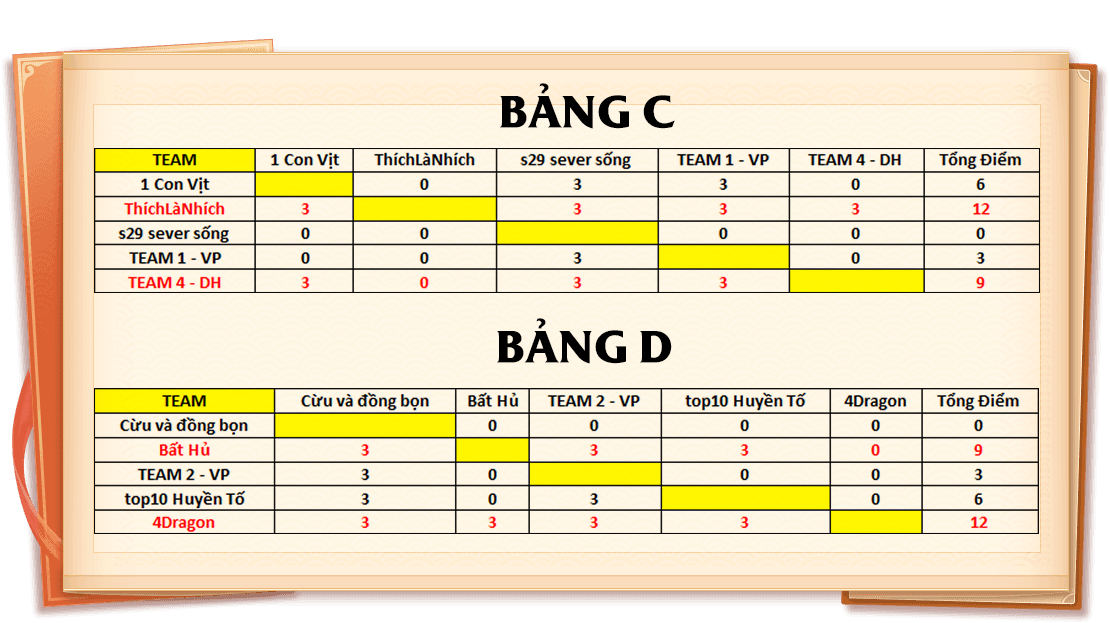 BẢNG C
TEAM 1 Con Vịt ThíchLàNhích s29 sever sống TEAM 1 - VP TEAM 4 - DH Tổng Điểm
1 Con Vịt 0 3 3 0 6
ThíchLàNhích 3 3 3 3 12
s29 sever sống 0 0 0 0 0
TEAM 1 - VP 0 0 3 0 3
TEAM 4 - DH 3 0 3 3 9
BẢNG D
TEAM Cừu và đồng bọn Bất Hủ TEAM 2 - VP top10 Huyền Tố 4Dragon Tổng Điểm
Cừu và đồng bọn 0 0 0 0 0
Bất Hủ 3 3 3 0 9
TEAM 2 - VP 3 0 0 0 3
top10 Huyền Tố 3 0 3 0 6
4Dragon 3 3 3 3 12